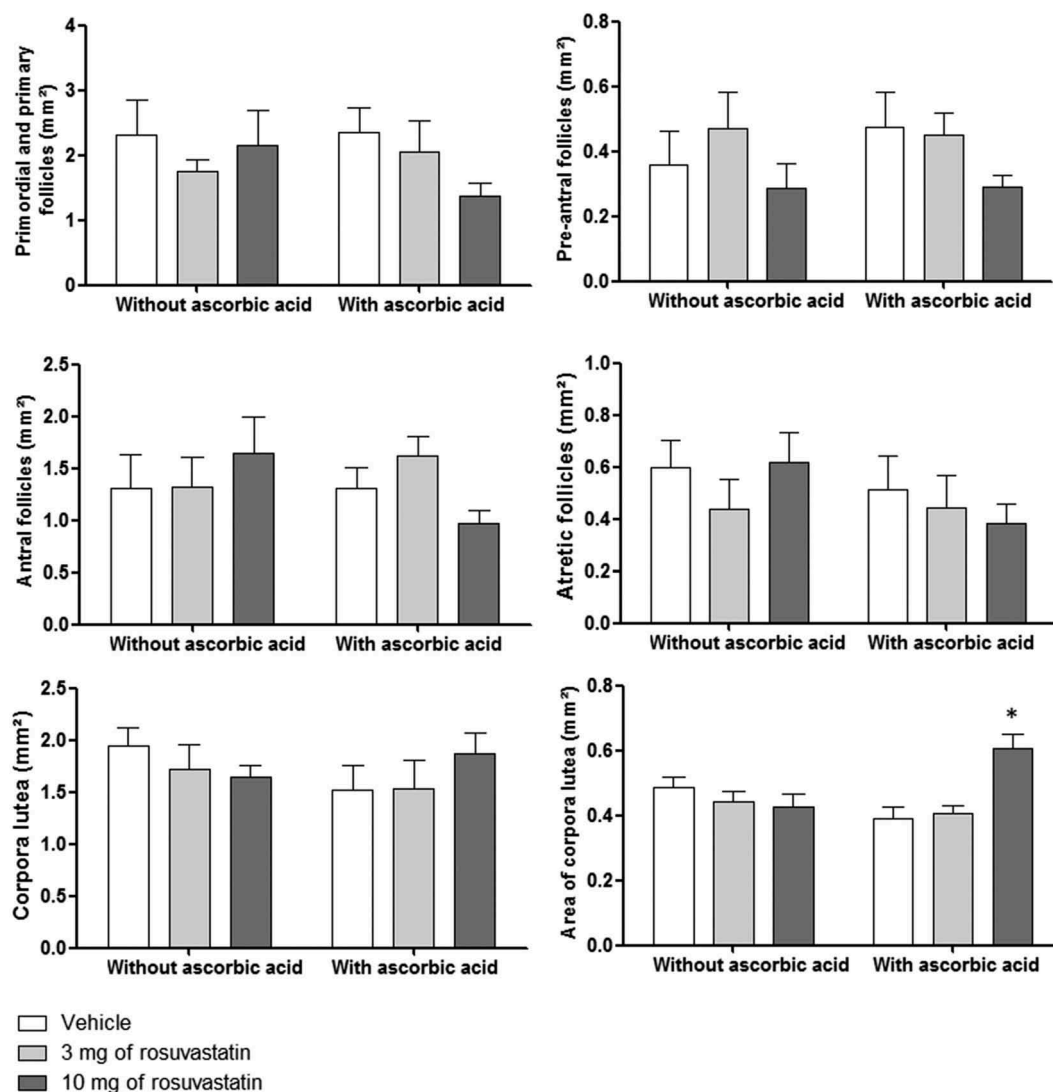 Primordial and primary
follicles (mm²)
4
3
2
1
0
Without ascorbic acid
With ascorbic acid
Pre-antral follicles (mm²)
0.8
0.6
0.4
0.2
0.0
Without ascorbic acid
With ascorbic acid
Antral follicles (mm²)
2.5
2.0
1.5
1.0
0.5
0.0
Without ascorbic acid
With ascorbic acid
Atretic follicles (mm²)
1.0
0.8
0.6
0.4
0.2
0.0
Without ascorbic acid
With ascorbic acid
Corpora lutea (mm²)
2.5
2.0
1.5
1.0
0.5
0.0
Without ascorbic acid
With ascorbic acid
Area of corpora lutea (mm²)
0.8
0.6
0.4
0.2
0.0
*
Without ascorbic acid
With ascorbic acid
Vehicle
3 mg of rosuvastatin
10 mg of rosuvastatin